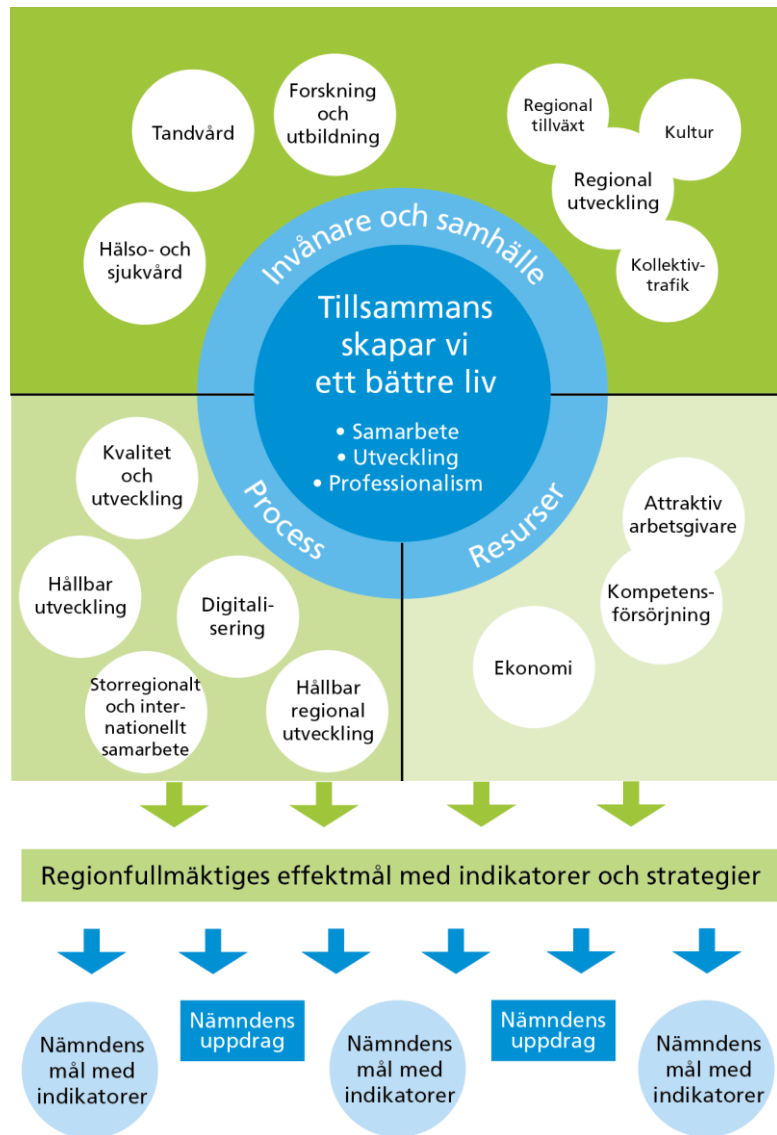 Forskning
och
utbildning
Tandvård
Hälso- och
sjukvård
Regional
tillväxt
Kultur
Regional
utveckling
Kollektiv-
trafik
Invånare och samhälle
Tillsammans
skapar vi
ett bättre liv
• Samarbete
• Utveckling
• Professionalism
Process
Resurser
Kvalitet
och
utveckling
Hållbar
utveckling
Digitali-
sering
Storregionalt
och inter-
nationellt
samarbete
Hållbar
regional
utveckling
Attraktiv
arbetsgivare
Kompetens-
försörjning
Ekonomi
Regionfullmäktiges effektmål med indikatorer och strategier
Nämndens
mål med
indikatorer
Nämndens
uppdrag
Nämndens
mål med
indikatorer
Nämndens
uppdrag
Nämndens
mål med
indikatorer